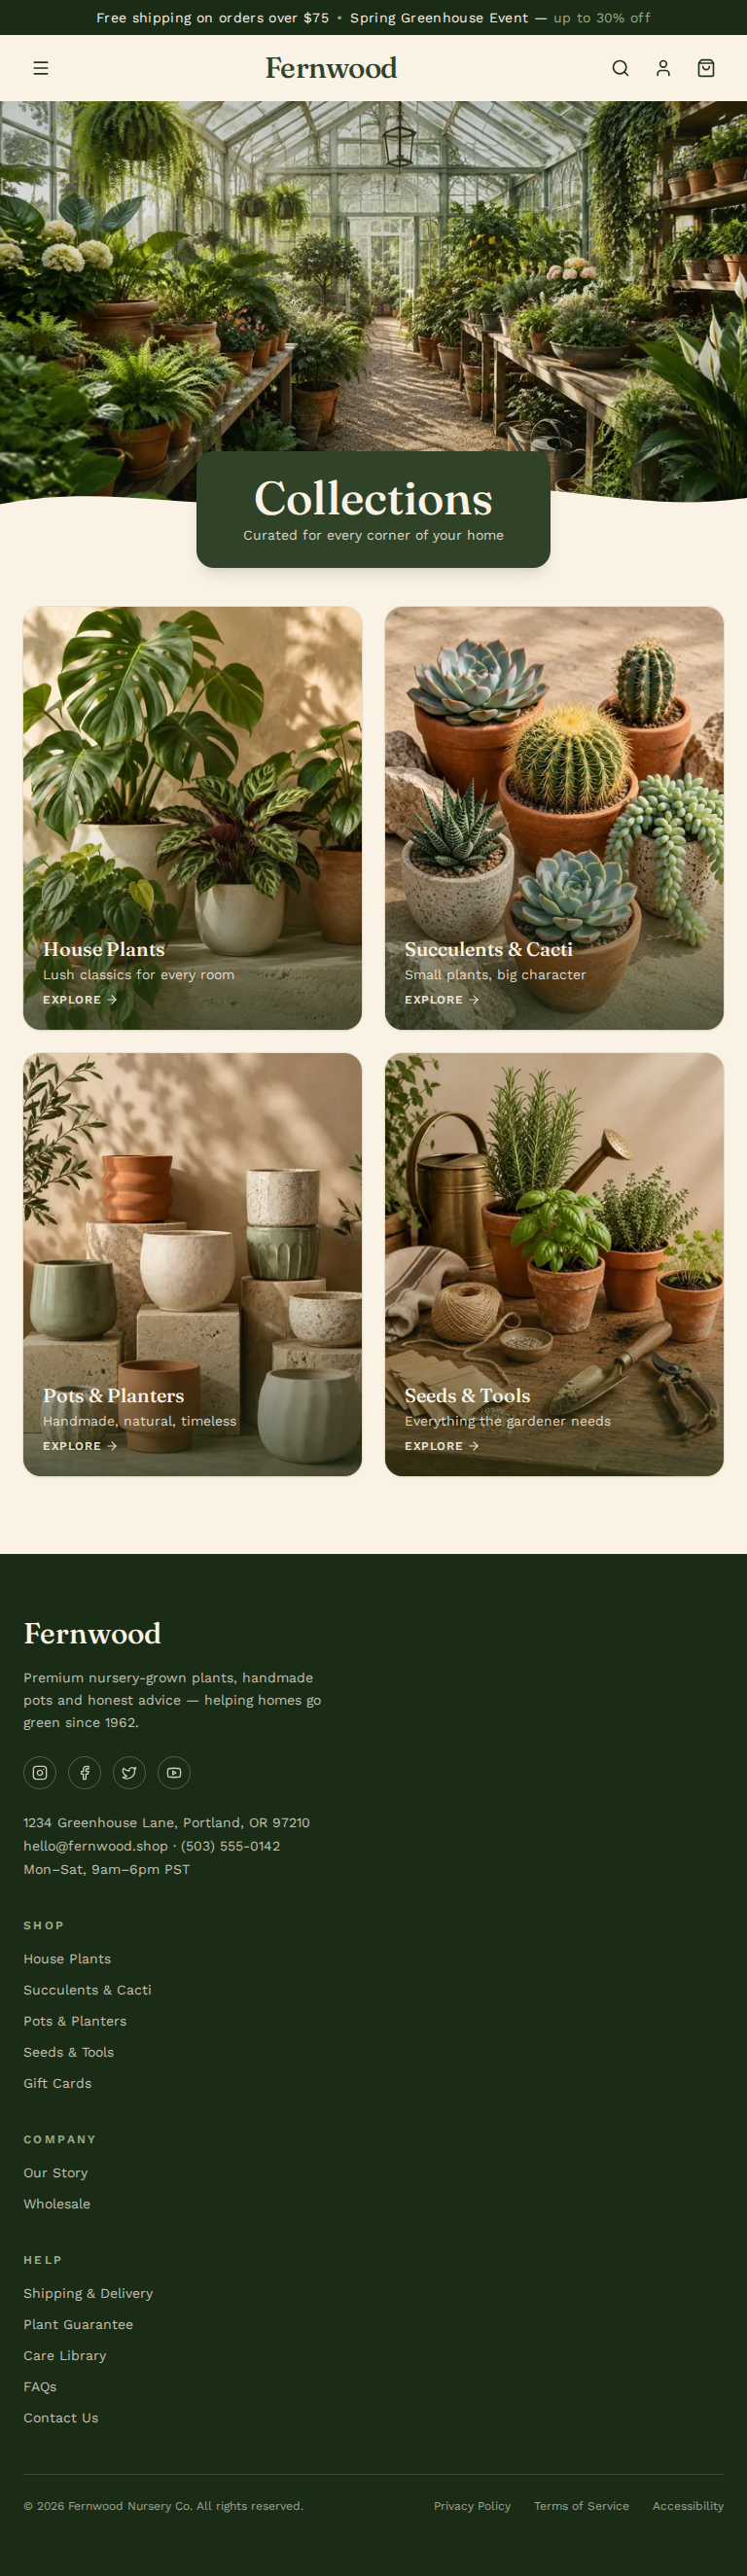 Free shipping on orders over $75 • Spring Greenhouse Event — up to 30% off
Fernwood
Collections
Curated for every corner of your home
House Plants
Lush classics for every room
EXPLORE →
Succulents & Cacti
Small plants, big character
EXPLORE →
Pots & Planters
Handmade, natural, timeless
EXPLORE →
Seeds & Tools
Everything the gardener needs
EXPLORE →
Fernwood
Premium nursery-grown plants, handmade
pots and honest advice — helping homes go
green since 1962.
1234 Greenhouse Lane, Portland, OR 97210
hello@fernwood.shop · (503) 555-0142
Mon–Sat, 9am–6pm PST
SHOP
House Plants
Succulents & Cacti
Pots & Planters
Seeds & Tools
Gift Cards
COMPANY
Our Story
Wholesale
HELP
Shipping & Delivery
Plant Guarantee
Care Library
FAQs
Contact Us
© 2026 Fernwood Nursery Co. All rights reserved.
Privacy Policy Terms of Service Accessibility